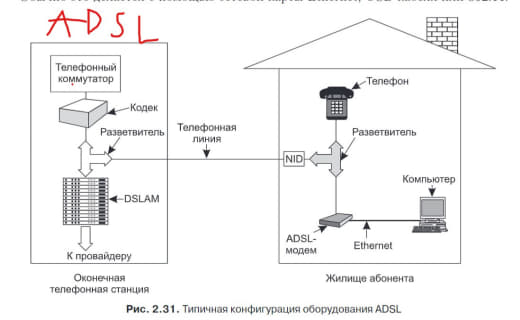 ADSL
Телефонный
коммутатор
Кодек
Разветвитель
DSLAM
К провайдеру
Оконечная
телефонная станция
Телефонная
линия
NID
Телефон
Разветвитель
Компьютер
ADSL-
модем
Ethernet
Жилище абонента
Рис. 2.31. Типичная конфигурация оборудования ADSL